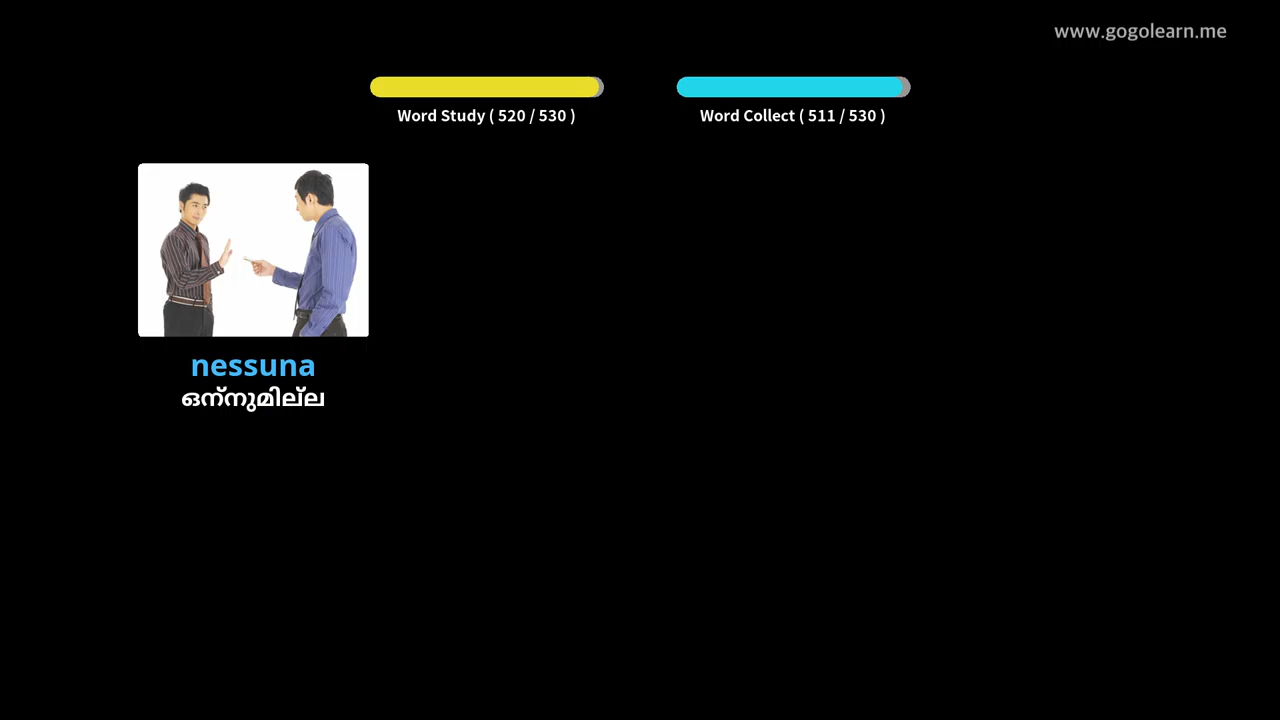 www.gogolearn.me
Word Study ( 520 / 530 )
Word Collect ( 511 / 530 )
nessuna
ഒന്നുമില്ല